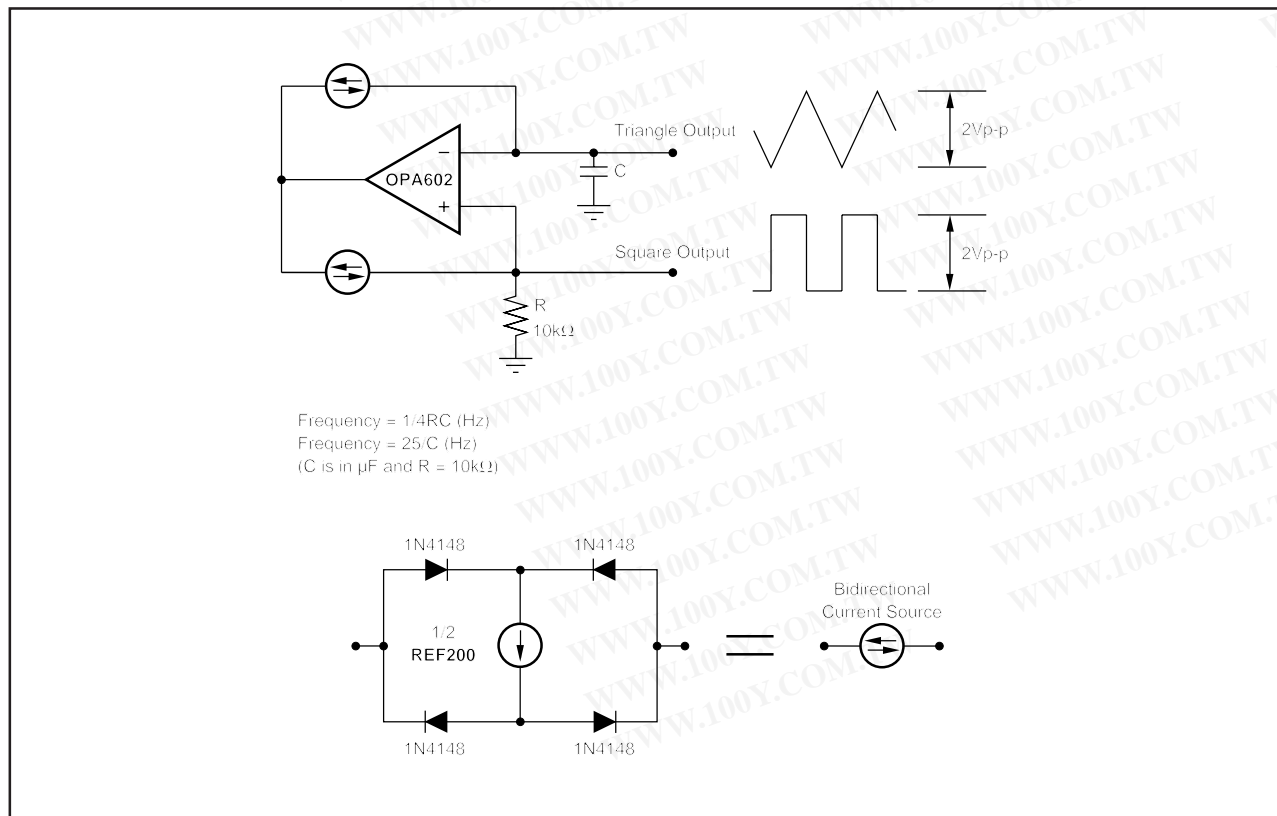 Triangle Output
2Vp-p
−
OPA602
C
+
Square Output
2Vp-p
R
10kΩ
Frequency = 1/4RC (Hz)
Frequency = 25/C (Hz)
(C is in µF and R = 10kΩ)
1N4148 1N4148
1/2
REF200
Bidirectional
Current Source
1N4148 1N4148
WWW.100Y.COM.TW